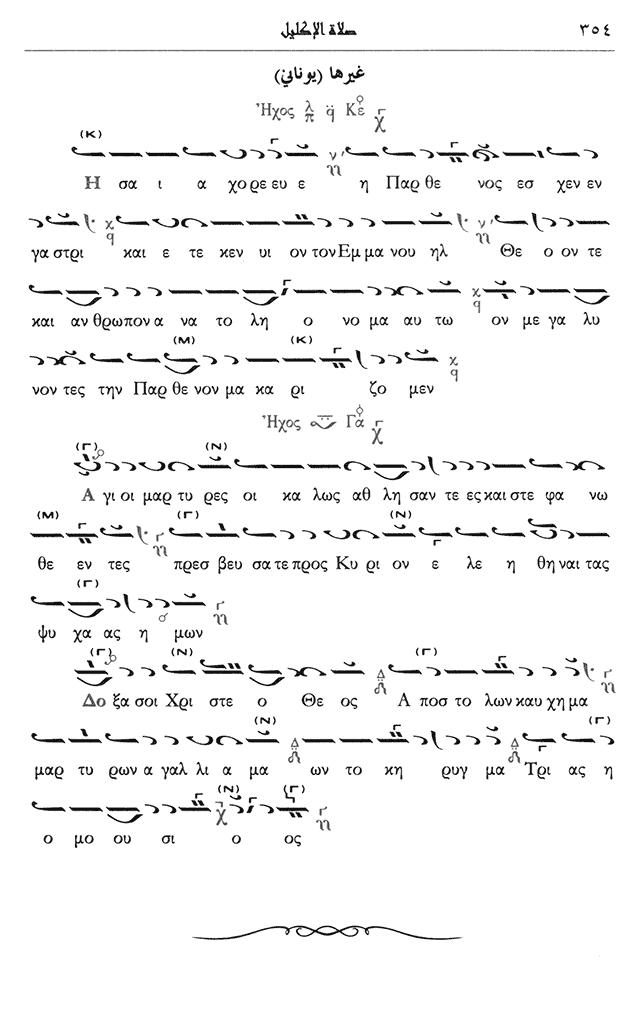 صلاة الإكليل ٣٥٤
غيرها (يوناني)
Ἦχος λ π q̈ Κε
(Κ)
Η σα ι α χο ρε ευ ε η Παρ θε νος εσ χεν εν
γα στρι και ε τε κεν υι ον τον Εμ μα νου ηλ Θε ο ον τε
και αν θρω πον α να το λη ο νο μα αυ τω ον με γα λυ
(Μ) (Κ)
νον τες την Παρ θε νον μα κα ρι ζο μεν
Ἦχος Γα
(Γ) (Ν)
Α γι οι μαρ τυ ρες οι κα λως αθ λη σαν τε ες και στε φα νω
(Μ) (Γ) (Ν)
θε εν τες πρεσ βευ σα τε προς Κυ ρι ον ε λε η θη ναι τας
(Γ)
ψυ χα ας η μων
(Γ) (Ν) (Γ)
Δο ξα σοι Χρι στε ο Θε ος Α ποσ το λων καυ χη μα
(Ν) (Γ)
μαρ τυ ρων α γαλ λι α μα ων το κη ρυγ μα Τρι ας η
(Ν) (Γ)
ο μο ου σι ο ος